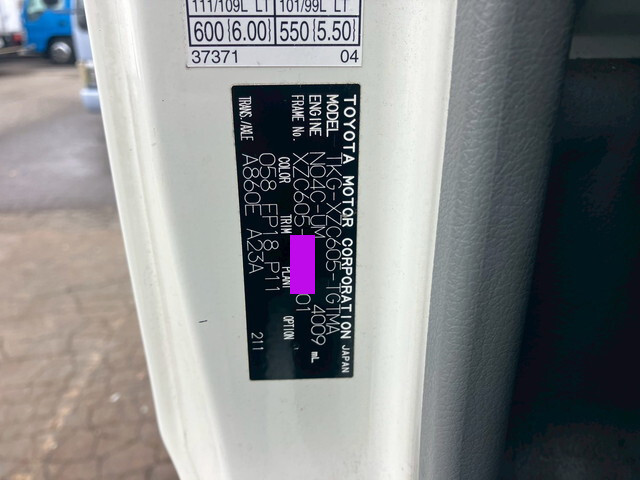 111/109L LT 101/99L LT
600{6.00} 550{5.50}
37371 04
TOYOTA MOTOR CORPORATION JAPAN
MODEL TKG-XZC605-TGTMA
ENGINE N04C-UM 4009 mL
FRAME No. XZC605- 01
COLOR TRIM PLANT OPTION
058 FP18 P11
TRANS./AXLE A860E A23A 211